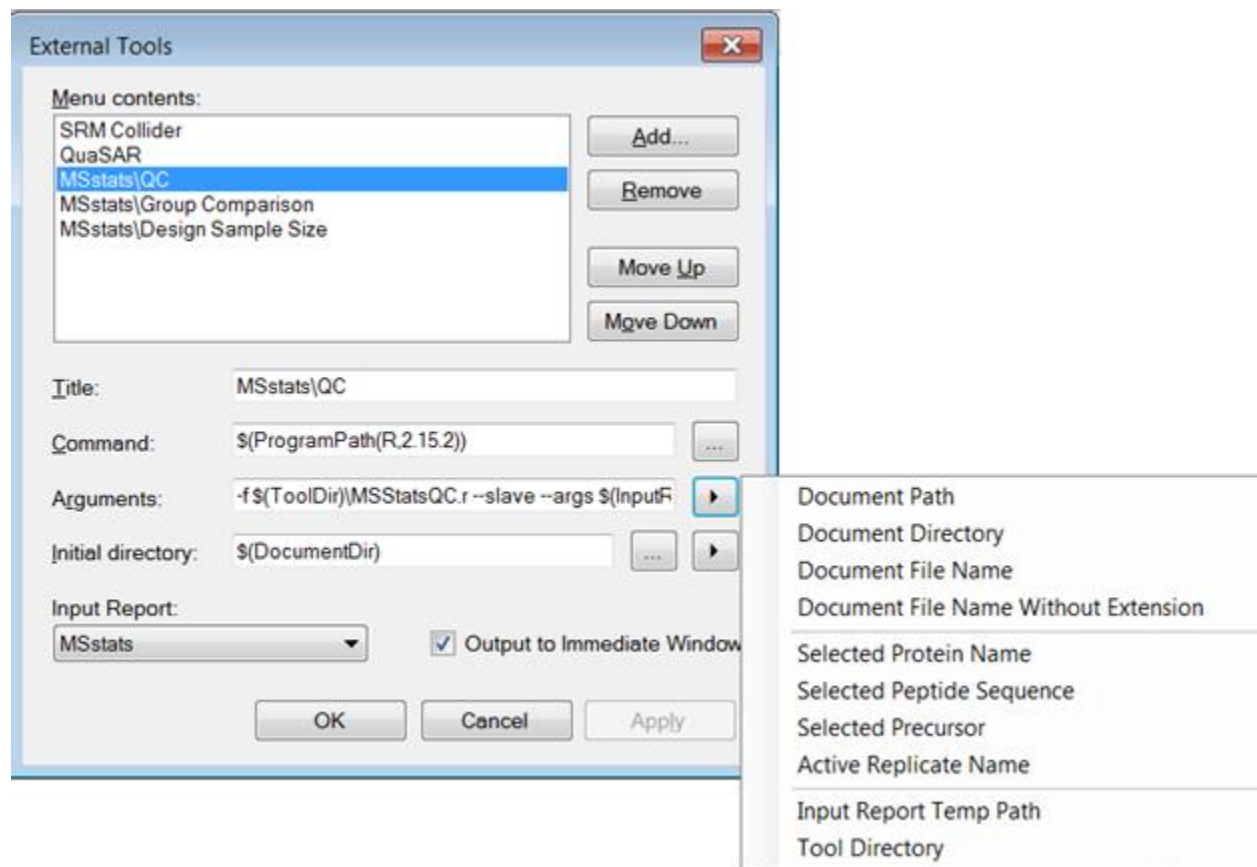 External Tools
Menu contents:
SRM Collider
QuaSAR
MSstats\QC
MSstats\Group Comparison
MSstats\Design Sample Size
Add...
Remove
Move Up
Move Down
Title:
MSstats\QC
Command:
$(ProgramPath(R,2.15.2))
...
Arguments:
-f $(ToolDir)\MSStatsQC.r --slave --args $(InputR
Initial directory:
$(DocumentDir)
...
Input Report:
MSstats
Output to Immediate Window
OK
Cancel
Apply
Document Path
Document Directory
Document File Name
Document File Name Without Extension
Selected Protein Name
Selected Peptide Sequence
Selected Precursor
Active Replicate Name
Input Report Temp Path
Tool Directory